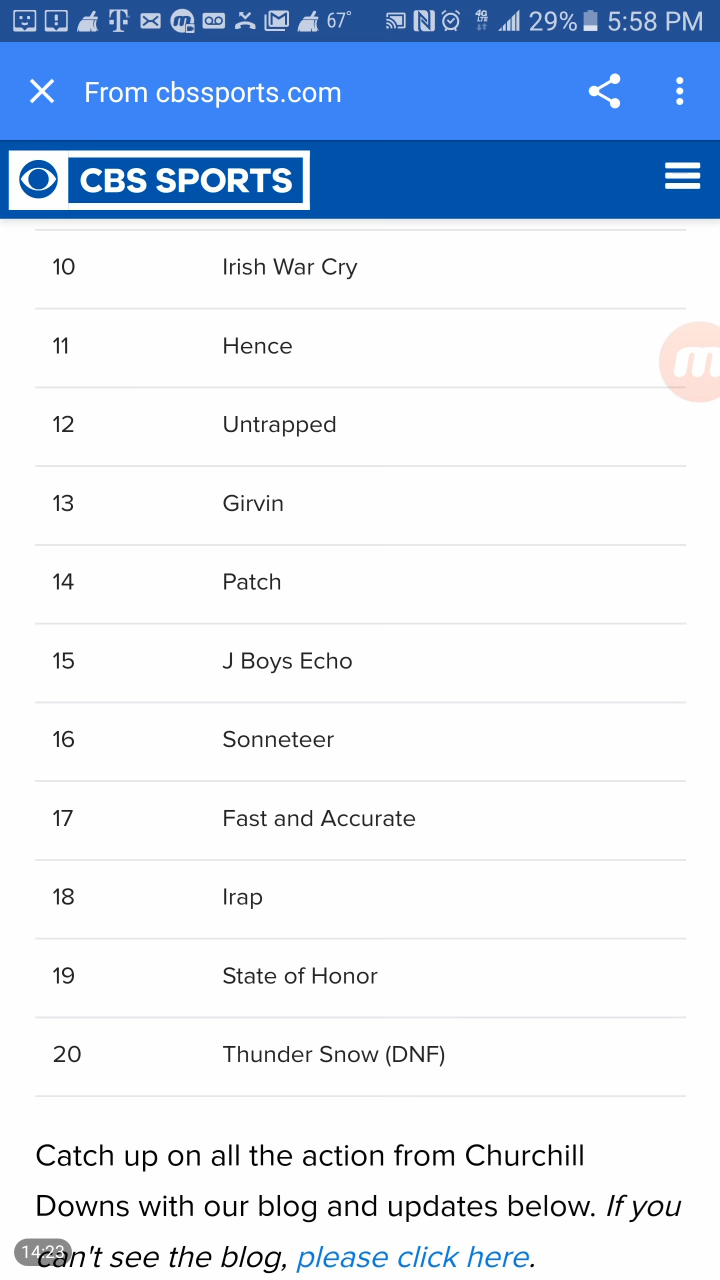 67° 4G LTE 29% 5:58 PM
From cbssports.com
CBS SPORTS
10 Irish War Cry
11 Hence
12 Untrapped
13 Girvin
14 Patch
15 J Boys Echo
16 Sonneteer
17 Fast and Accurate
18 Irap
19 State of Honor
20 Thunder Snow (DNF)
Catch up on all the action from Churchill
Downs with our blog and updates below. If you
14:23 can't see the blog, please click here.